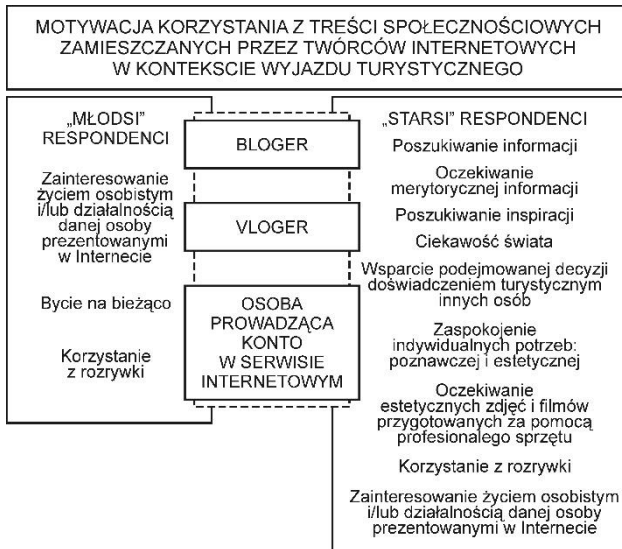 MOTYWACJA KORZYSTANIA Z TREŚCI SPOŁECZNOŚCIOWYCH
ZAMIESZCZANYCH PRZEZ TWÓRCÓW INTERNETOWYCH
W KONTEKŚCIE WYJAZDU TURYSTYCZNEGO
„MŁODSI”
RESPONDENCI
Zainteresowanie
życiem osobistym
i/lub działalnością
danej osoby
prezentowanymi
w Internecie
Bycie na bieżąco
Korzystanie
z rozrywki
BLOGER
VLOGER
OSOBA
PROWADZĄCA
KONTO
W SERWISIE
INTERNETOWYM
„STARSI” RESPONDENCI
Poszukiwanie informacji
Oczekiwanie
merytorycznej informacji
Poszukiwanie inspiracji
Ciekawość świata
Wsparcie podejmowanej decyzji
doświadczeniem turystycznym
innych osób
Zaspokojenie
indywidualnych potrzeb:
poznawczej i estetycznej
Oczekiwanie
estetycznych zdjęć i filmów
przygotowanych za pomocą
profesionalego sprzętu
Korzystanie z rozrywki
Zainteresowanie życiem osobistym
i/lub działalnością danej osoby
prezentowanymi w Internecie